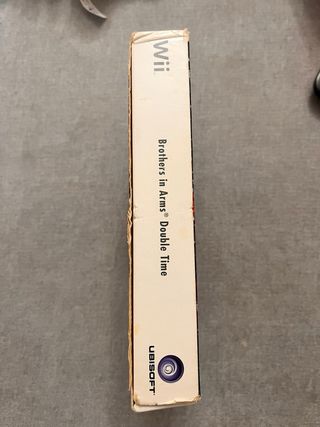 Wii
Brothers in Arms® Double Time
UBISOFT